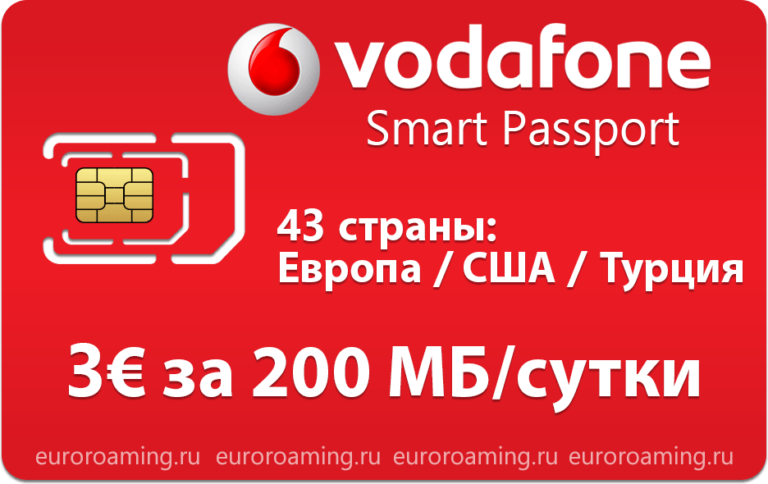 vodafone
Smart Passport
43 страны:
Европа / США / Турция
3€ за 200 МБ/сутки
euroroaming.ru euroroaming.ru euroroaming.ru euroroaming.ru